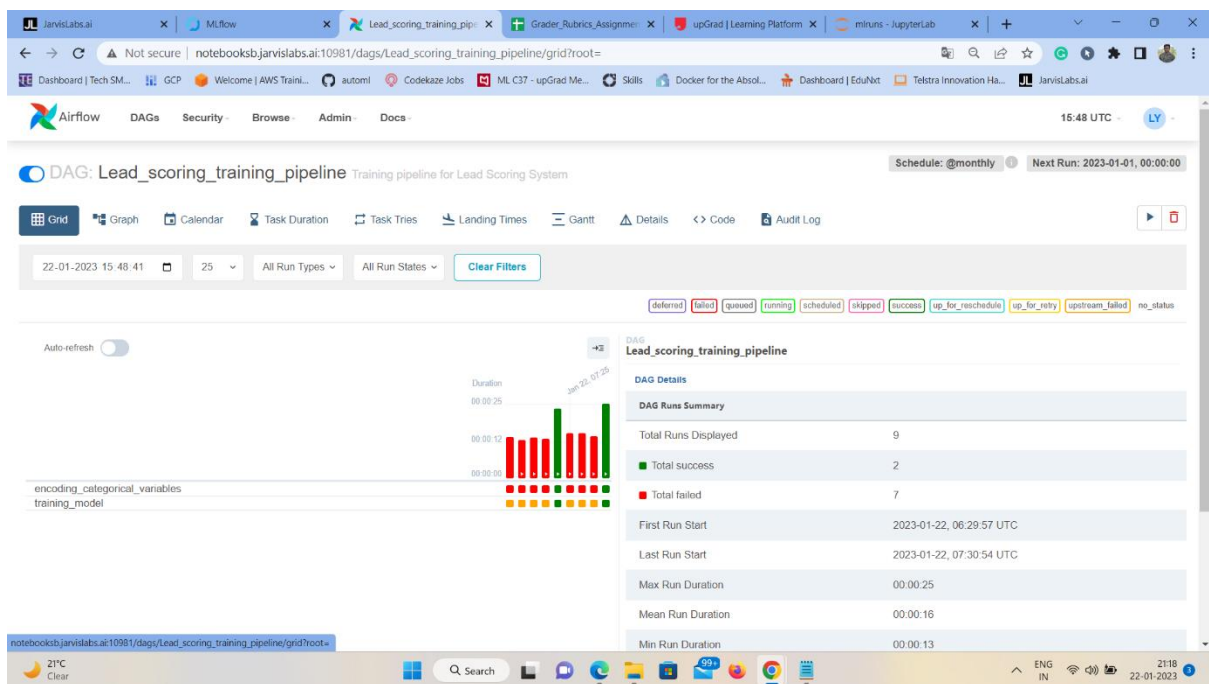 JarvisLabs.ai MLflow Lead_scoring_training_pipe Grader_Rubrics_Assignmen upGrad | Learning Platform mlruns - JupyterLab
Not secure | notebooksb.jarvislabs.ai:10981/dags/Lead_scoring_training_pipeline/grid?root=
Dashboard | Tech SM... GCP Welcome | AWS Traini... automl Codekaze Jobs ML C37 - upGrad Me... Skills Docker for the Absol... Dashboard | EduNxt Telstra Innovation Ha... JarvisLabs.ai
Airflow DAGs Security Browse Admin Docs 15:48 UTC LY
DAG: Lead_scoring_training_pipeline Training pipeline for Lead Scoring System Schedule: @monthly Next Run: 2023-01-01, 00:00:00
Grid Graph Calendar Task Duration Task Tries Landing Times Gantt Details <> Code Audit Log
22-01-2023 15:48:41 25 All Run Types All Run States Clear Filters
deferred failed queued running scheduled skipped success up_for_reschedule up_for_retry upstream_failed no_status
Auto-refresh
DAG
Lead_scoring_training_pipeline
DAG Details
DAG Runs Summary
Total Runs Displayed 9
Total success 2
Total failed 7
First Run Start 2023-01-22, 06:29:57 UTC
Last Run Start 2023-01-22, 07:30:54 UTC
Max Run Duration 00:00:25
Mean Run Duration 00:00:16
Min Run Duration 00:00:13
Duration Jan 22, 07:25
00:00:25
00:00:12
00:00:00
encoding_categorical_variables
training_model
notebooksb.jarvislabs.ai:10981/dags/Lead_scoring_training_pipeline/grid?root=
21°C
Clear
Search
99+
ENG
IN
21:18
22-01-2023
3